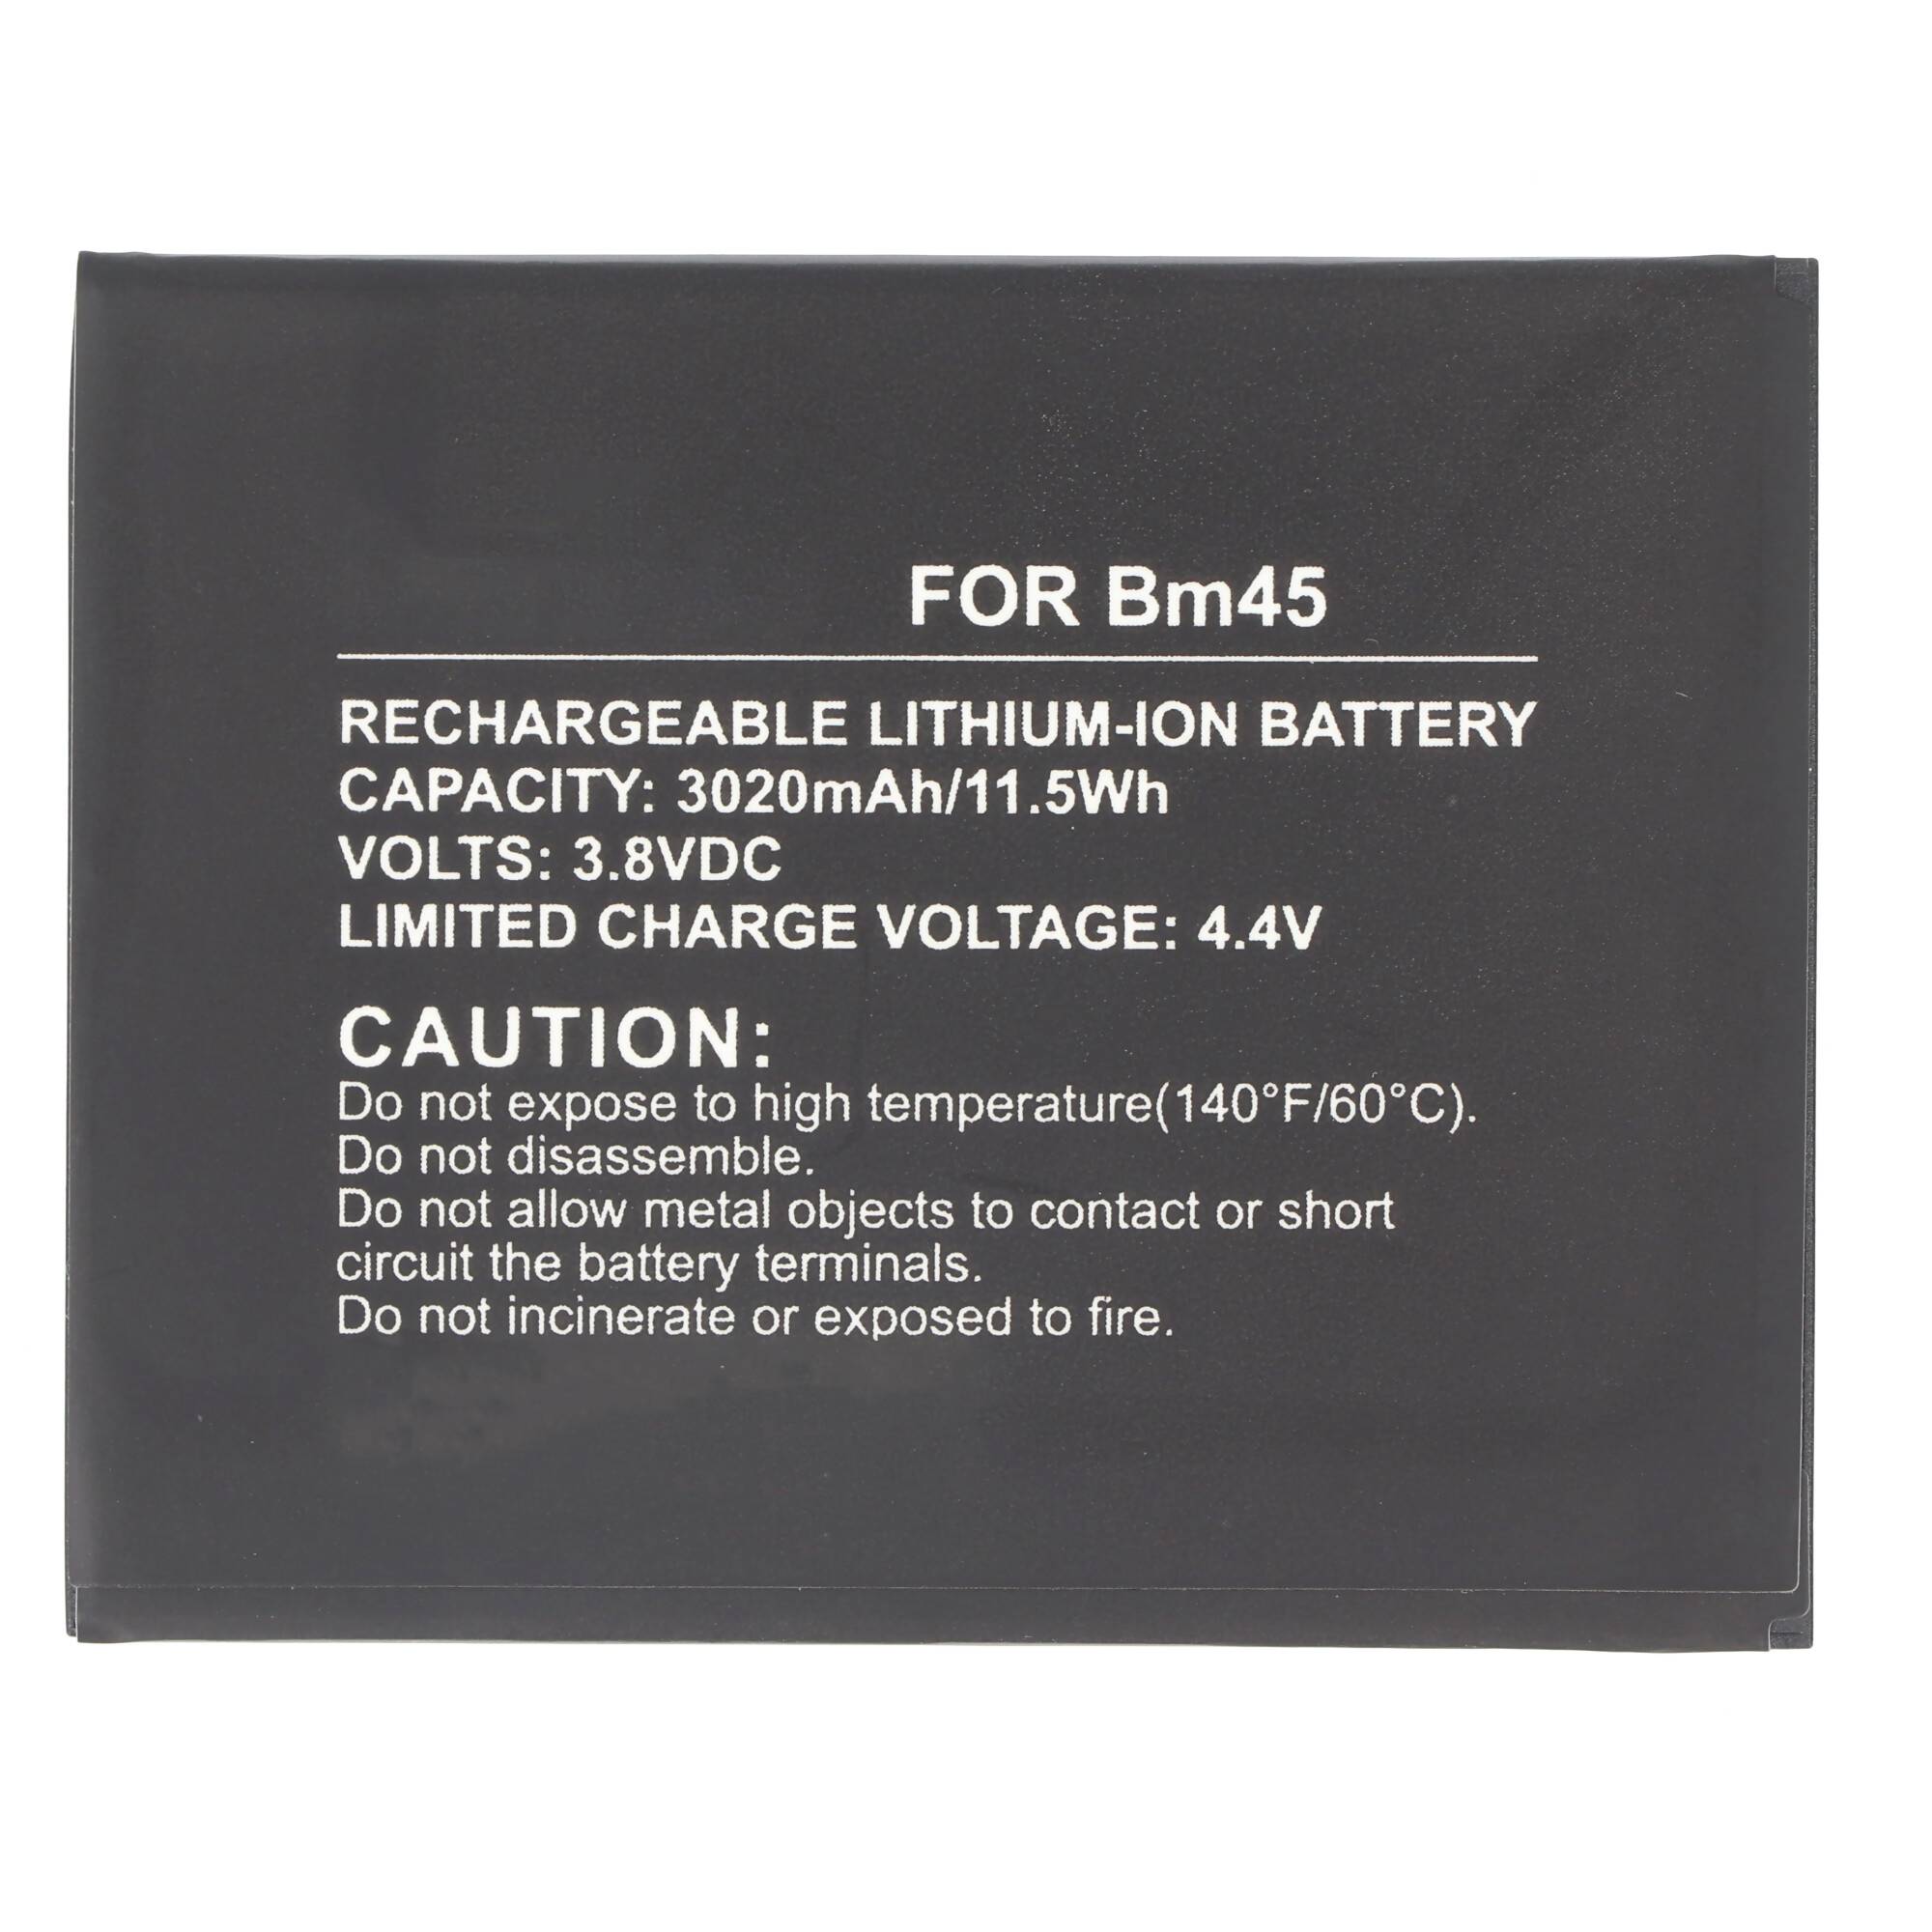 FOR Bm45
RECHARGEABLE LITHIUM-ION BATTERY
CAPACITY: 3020mAh/11.5Wh
VOLTS: 3.8VDC
LIMITED CHARGE VOLTAGE: 4.4V
CAUTION:
Do not expose to high temperature(140°F/60°C).
Do not disassemble.
Do not allow metal objects to contact or short
circuit the battery terminals.
Do not incinerate or exposed to fire.